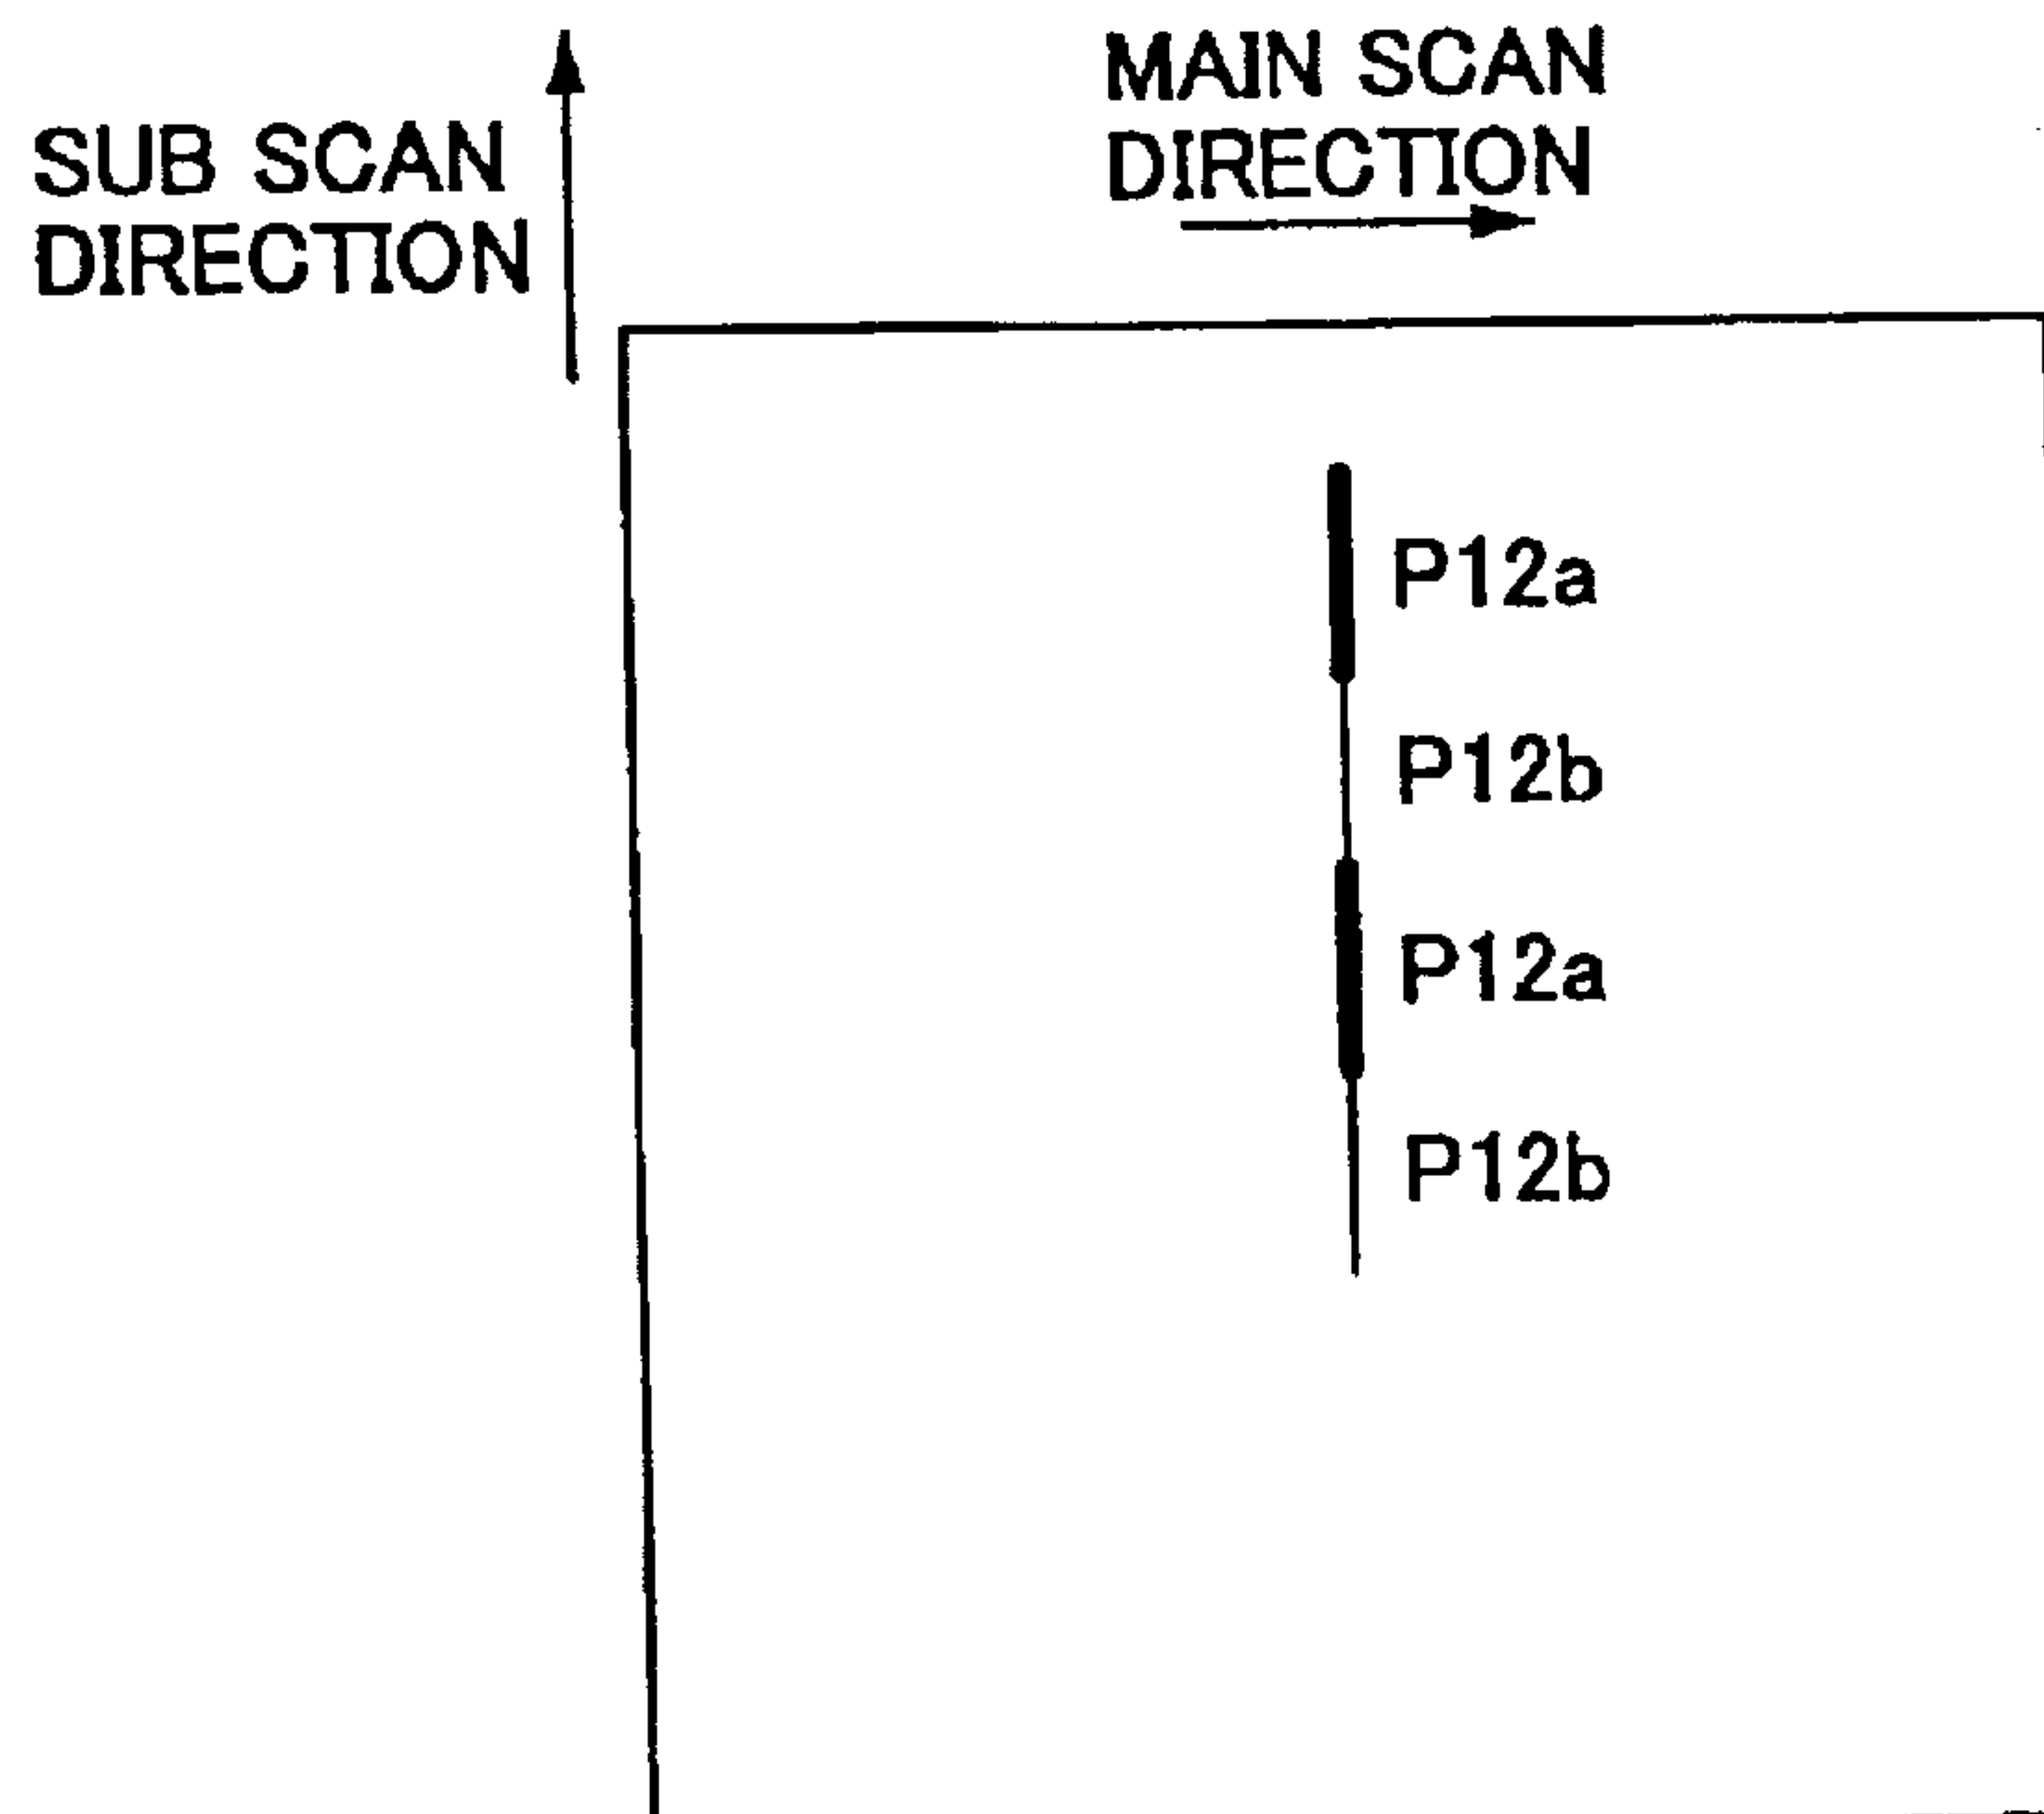 MAIN SCAN
DIRECTION
SUB SCAN
DIRECTION
P12a
P12b
P12a
P12b